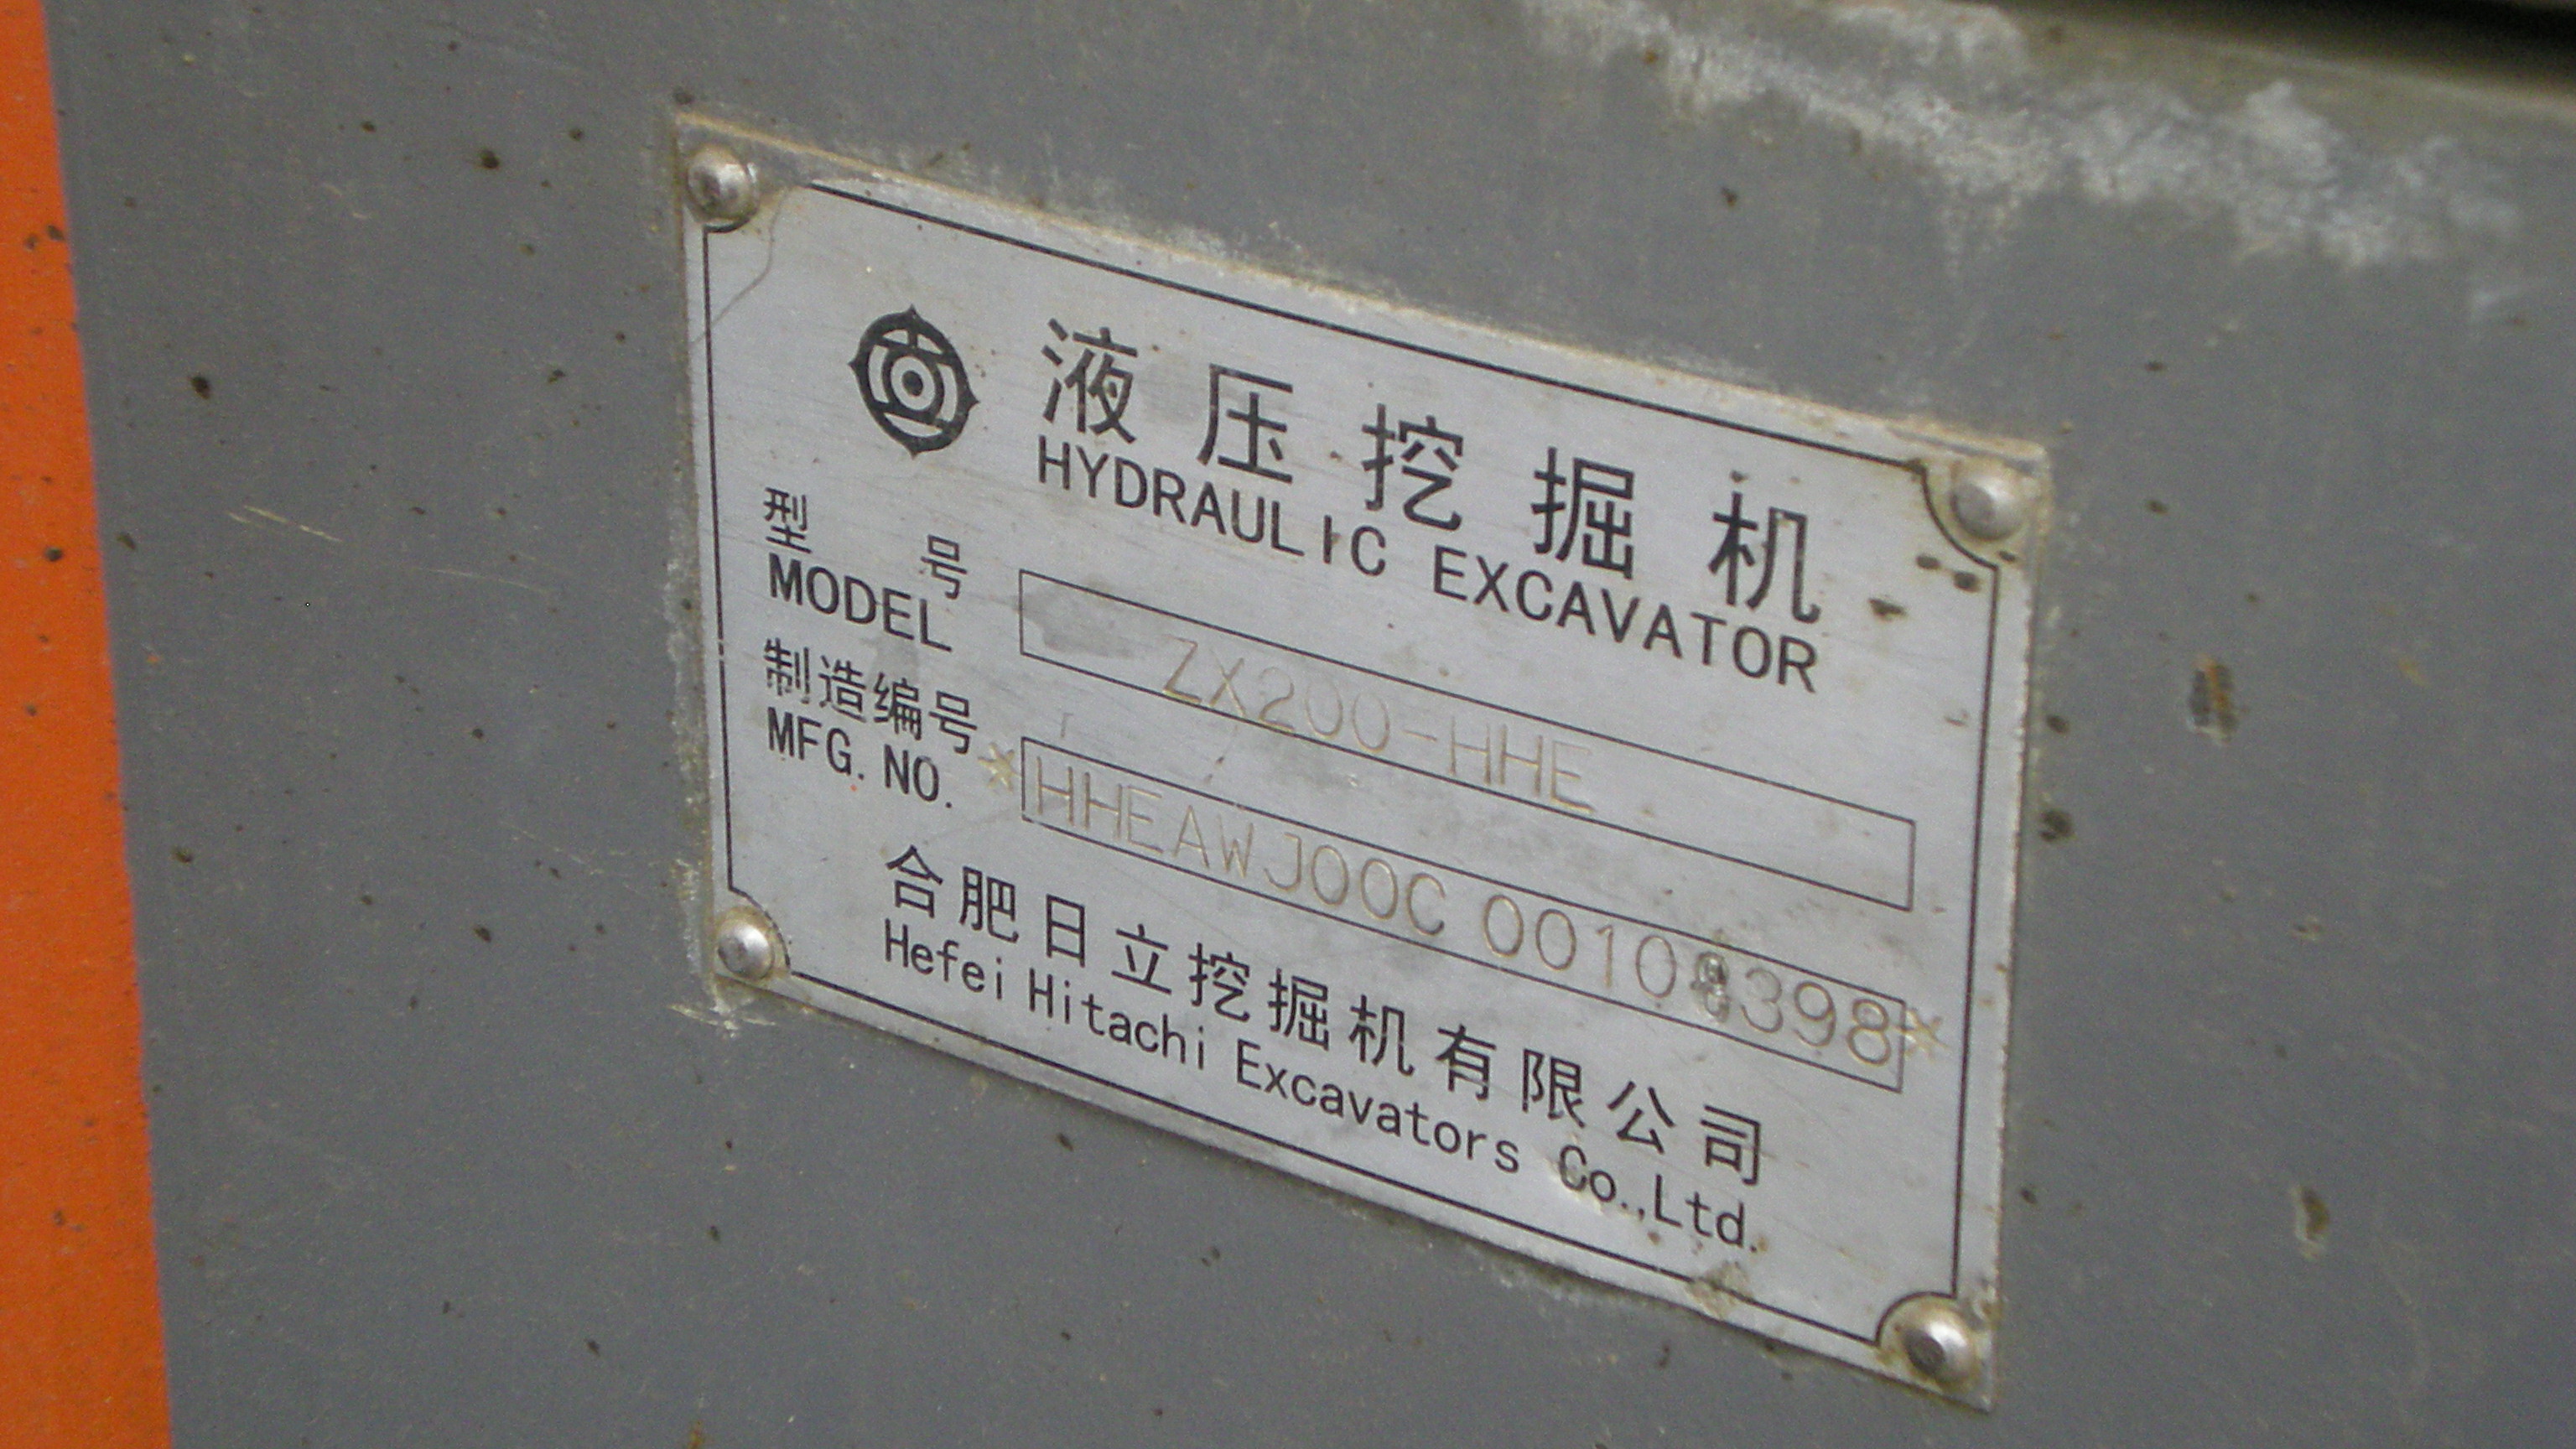 液压挖掘机
HYDRAULIC EXCAVATOR
型号
MODEL
ZX200-HHE
制造编号
MFG. NO.
合肥日立挖掘机有限公司
Hefei Hitachi Excavators Co.,Ltd.